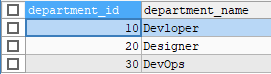 department_id department_name
10 Devloper
20 Designer
30 DevOps